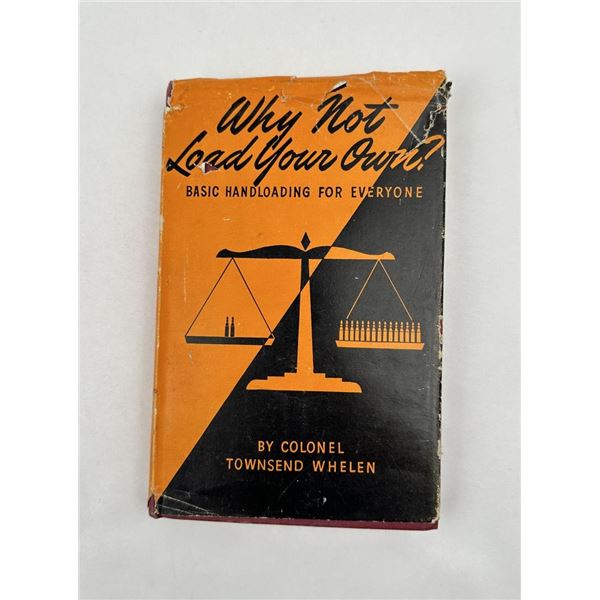 Why Not
Load Your Own?
BASIC HANDLOADING FOR EVERYONE
BY COLONEL
TOWNSEND WHELEN